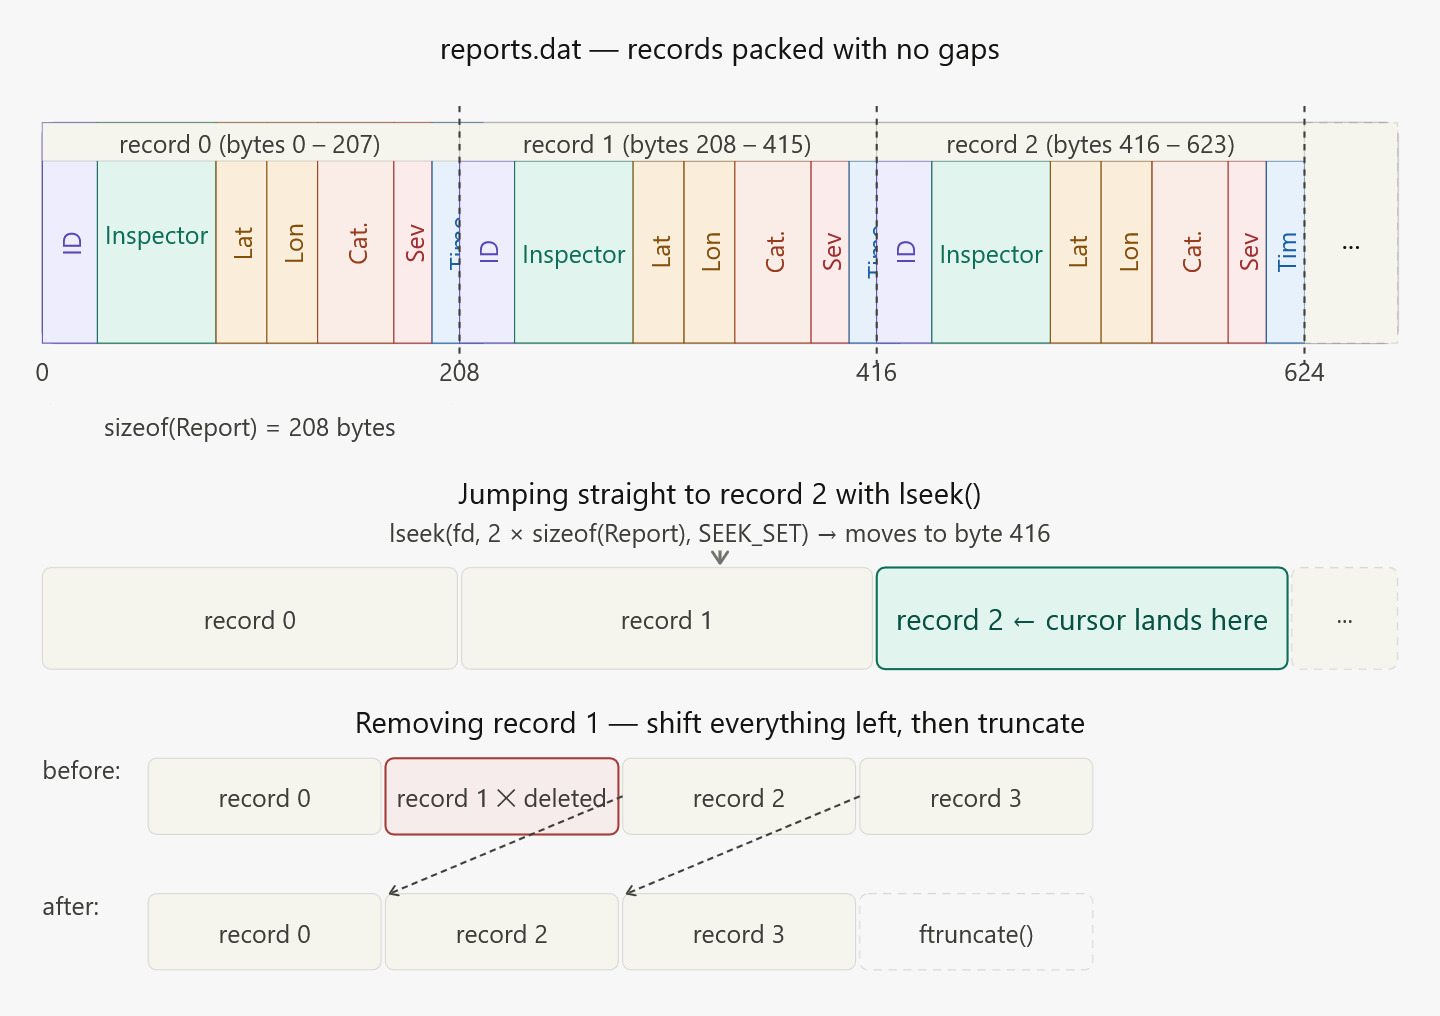 reports.dat — records packed with no gaps
record 0 (bytes 0 – 207) record 1 (bytes 208 – 415) record 2 (bytes 416 – 623)
ID Inspector Lat Lon Cat. Sev Time ID Inspector Lat Lon Cat. Sev Time ID Inspector Lat Lon Cat. Sev Tim ...
0 208 416 624
sizeof(Report) = 208 bytes
Jumping straight to record 2 with lseek()
lseek(fd, 2 × sizeof(Report), SEEK_SET) → moves to byte 416
record 0 record 1 record 2 ← cursor lands here ...
Removing record 1 — shift everything left, then truncate
before: record 0 record 1 ✕ deleted record 2 record 3
after: record 0 record 2 record 3 ftruncate()